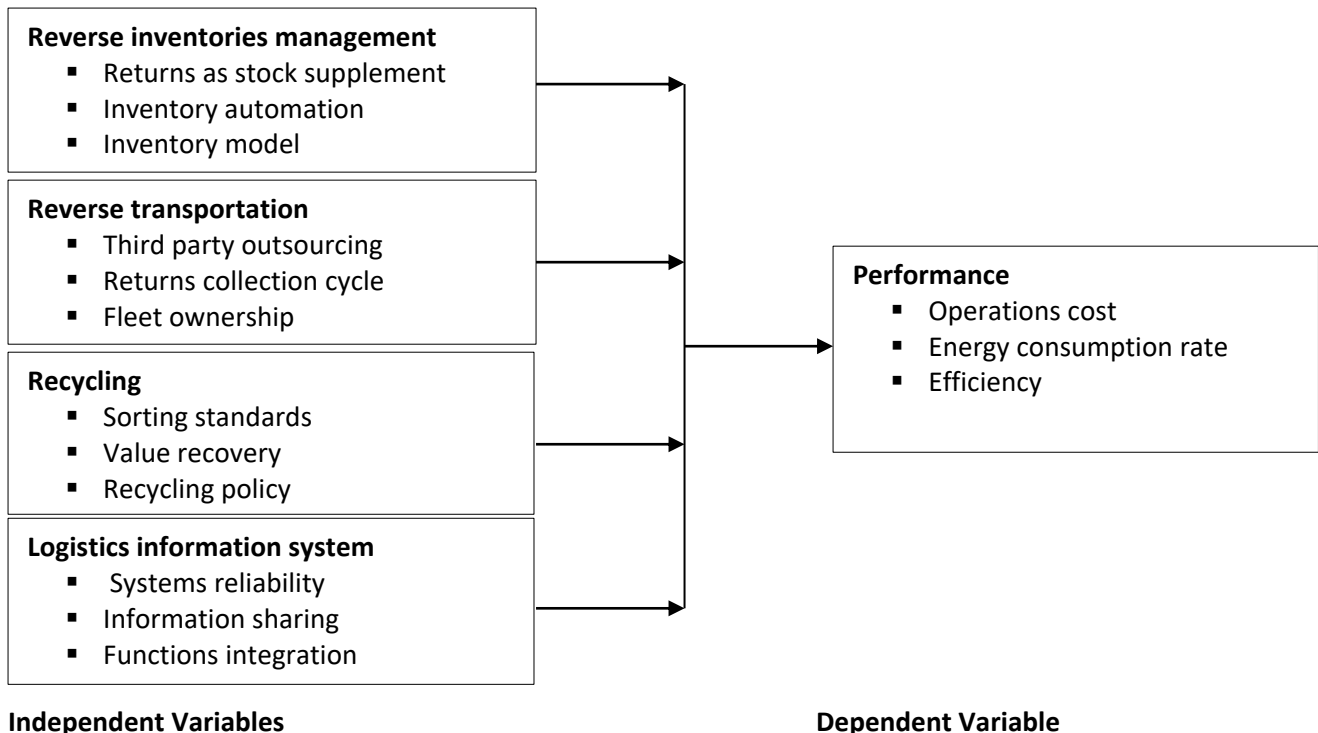 Reverse inventories management
▪ Returns as stock supplement
▪ Inventory automation
▪ Inventory model
Reverse transportation
▪ Third party outsourcing
▪ Returns collection cycle
▪ Fleet ownership
Recycling
▪ Sorting standards
▪ Value recovery
▪ Recycling policy
Logistics information system
▪ Systems reliability
▪ Information sharing
▪ Functions integration
Performance
▪ Operations cost
▪ Energy consumption rate
▪ Efficiency
Independent Variables
Dependent Variable